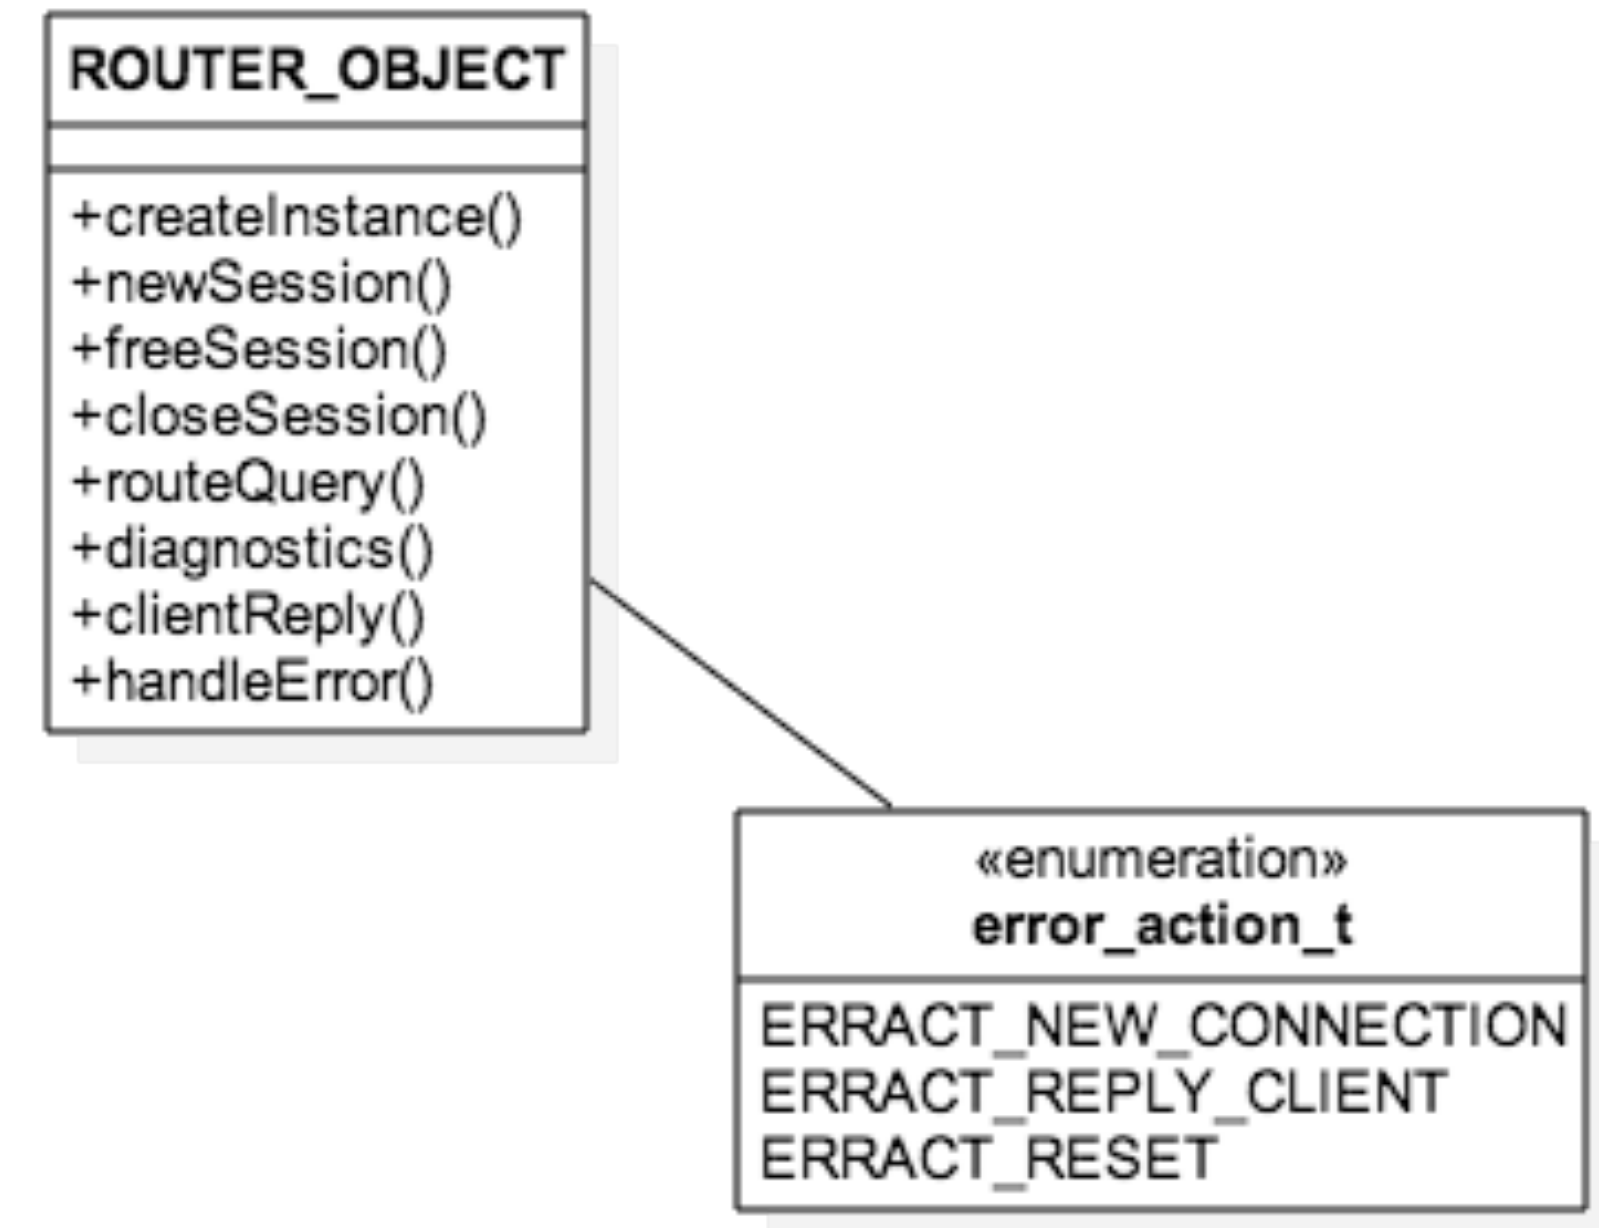 ROUTER_OBJECT
+createInstance()
+newSession()
+freeSession()
+closeSession()
+routeQuery()
+diagnostics()
+clientReply()
+handleError()
«enumeration»
error_action_t
ERRACT_NEW_CONNECTION
ERRACT_REPLY_CLIENT
ERRACT_RESET